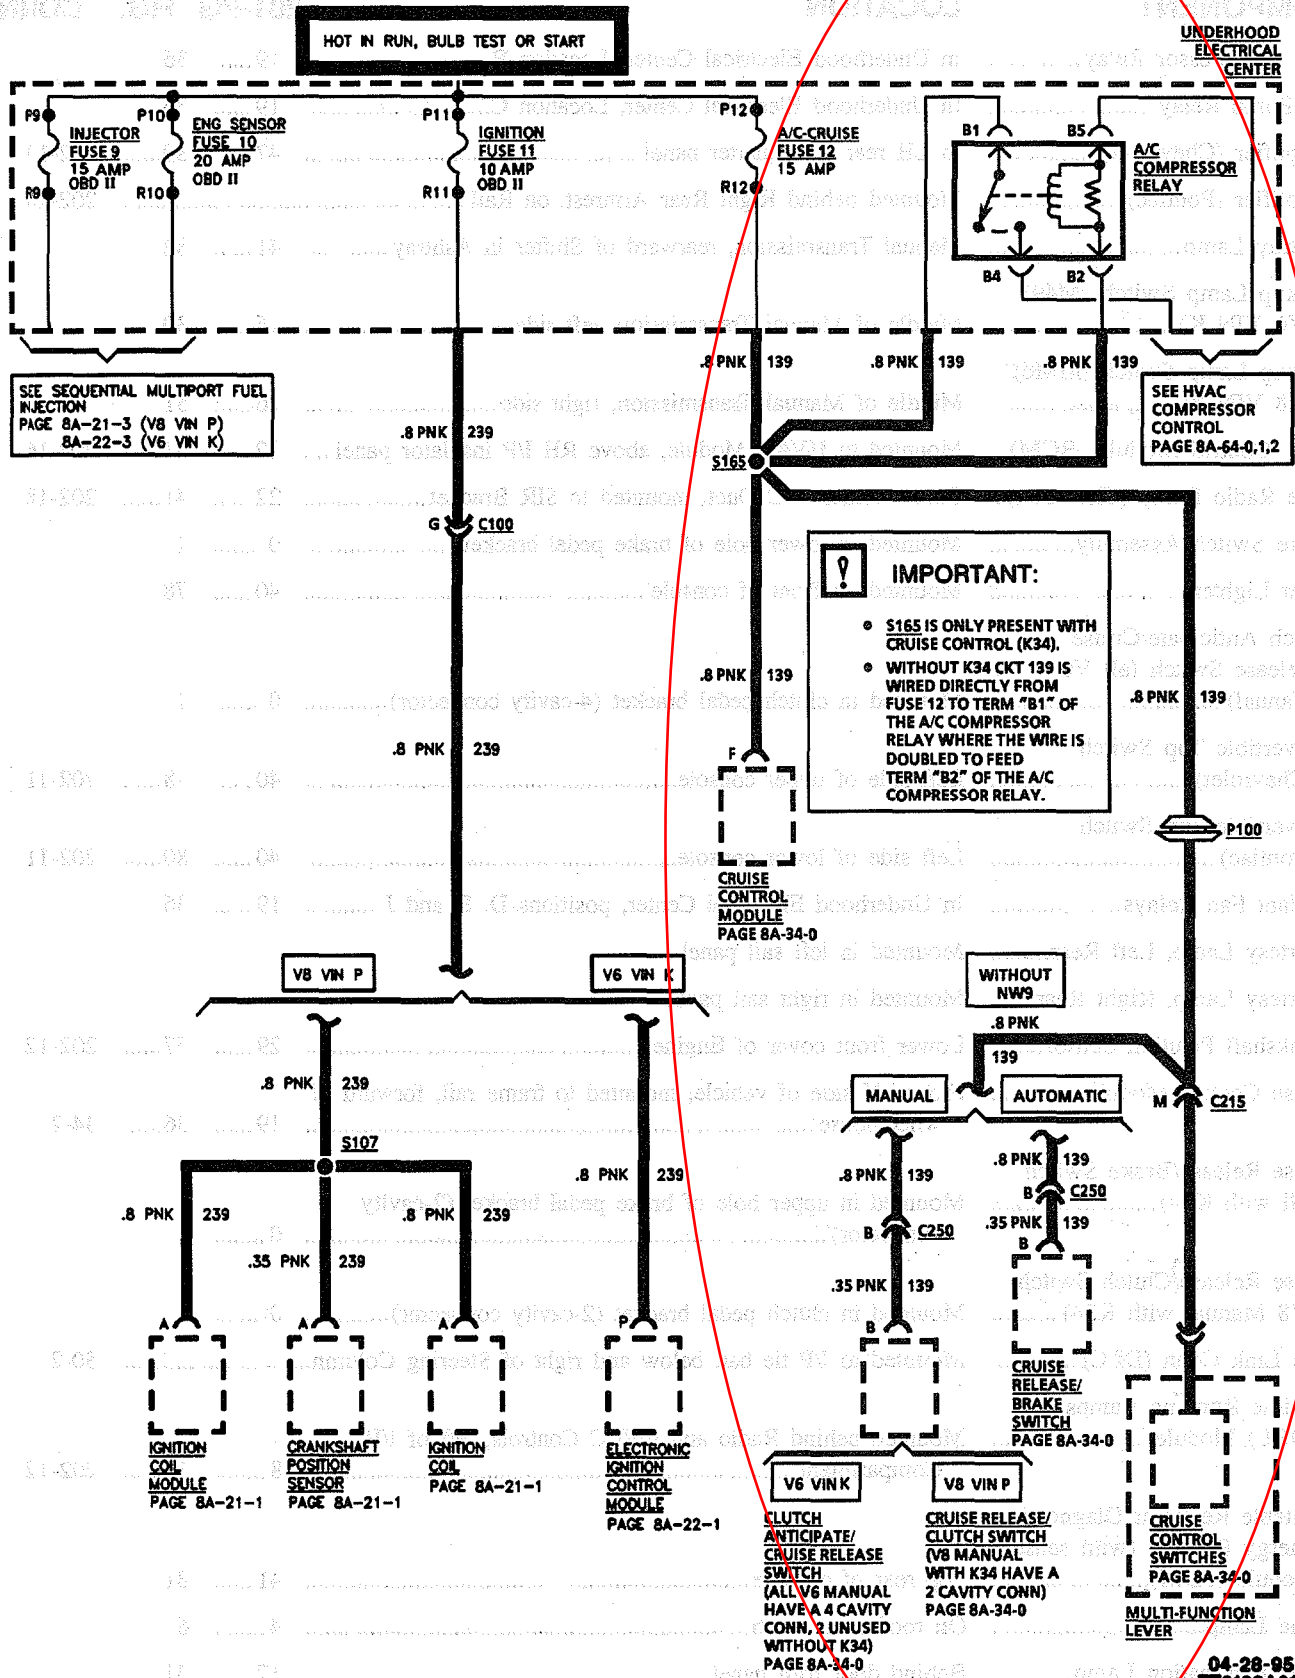 HOT IN RUN, BULB TEST OR START
UNDERHOOD
ELECTRICAL
CENTER
P9
INJECTOR
FUSE 9
15 AMP
OBD II
R9
P10
ENG SENSOR
FUSE 10
20 AMP
OBD II
R10
P11
IGNITION
FUSE 11
10 AMP
OBD II
R11
P12
A/C-CRUISE
FUSE 12
15 AMP
R12
B1
B5
A/C
COMPRESSOR
RELAY
B4
B2
SEE SEQUENTIAL MULTIPORT FUEL
INJECTION
PAGE 8A-21-3 (V8 VIN P)
8A-22-3 (V6 VIN K)
.8 PNK 239
.8 PNK 139
.8 PNK 139
.8 PNK 139
SEE HVAC
COMPRESSOR
CONTROL
PAGE 8A-64-0,1,2
S165
G C100
IMPORTANT:
S165 IS ONLY PRESENT WITH
CRUISE CONTROL (K34).
WITHOUT K34 CKT 139 IS
WIRED DIRECTLY FROM
FUSE 12 TO TERM "B1" OF
THE A/C COMPRESSOR
RELAY WHERE THE WIRE IS
DOUBLED TO FEED
TERM "B2" OF THE A/C
COMPRESSOR RELAY.
.8 PNK 139
.8 PNK 139
.8 PNK 239
F
CRUISE
CONTROL
MODULE
PAGE 8A-34-0
P100
V8 VIN P
V6 VIN K
WITHOUT
NW9
.8 PNK
139
.8 PNK 239
MANUAL
AUTOMATIC
M C215
S107
.8 PNK 239
.8 PNK 239
.8 PNK 239
.35 PNK 239
.8 PNK 139
.8 PNK 139
B C250
.35 PNK 139
B
B C250
.35 PNK 139
B
A
A
A
P
IGNITION
COIL
MODULE
PAGE 8A-21-1
CRANKSHAFT
POSITION
SENSOR
PAGE 8A-21-1
IGNITION
COIL
PAGE 8A-21-1
ELECTRONIC
IGNITION
CONTROL
MODULE
PAGE 8A-22-1
CRUISE
RELEASE/
BRAKE
SWITCH
PAGE 8A-34-0
V6 VIN K
V8 VIN P
CLUTCH
ANTICIPATE/
CRUISE RELEASE
SWITCH
(ALL V6 MANUAL
HAVE A 4 CAVITY
CONN, 2 UNUSED
WITHOUT K34)
PAGE 8A-34-0
CRUISE RELEASE/
CLUTCH SWITCH
(V8 MANUAL
WITH K34 HAVE A
2 CAVITY CONN)
PAGE 8A-34-0
CRUISE
CONTROL
SWITCHES
PAGE 8A-34-0
MULTI-FUNCTION
LEVER
04-28-95